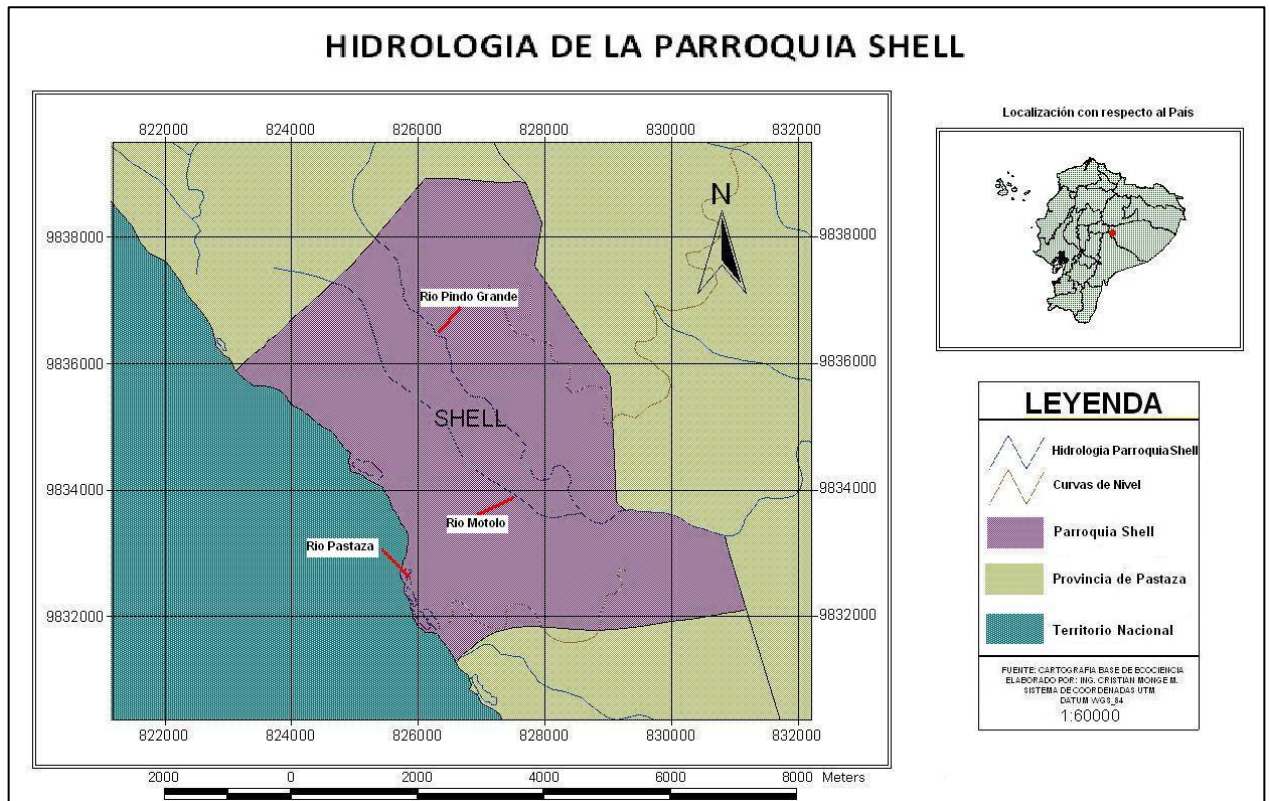 HIDROLOGIA DE LA PARROQUIA SHELL
Localización con respecto al País
822000 824000 826000 828000 830000 832000
N
9838000 9838000
Rio Pindo Grande
9836000 9836000
SHELL
9834000 9834000
Rio Motolo
Rio Pastaza
9832000 9832000
822000 824000 826000 828000 830000 832000
2000 0 2000 4000 6000 8000 Meters
LEYENDA
Hidrologia Parroquia Shell
Curvas de Nivel
Parroquia Shell
Provincia de Pastaza
Territorio Nacional
FUENTE: CARTOGRAFIA BASE DE ECOCIENCIA
ELABORADO POR: ING. CRISTIAN MONGE M.
SISTEMA DE COORDENADAS UTM
DATUM WGS_84
1:60000